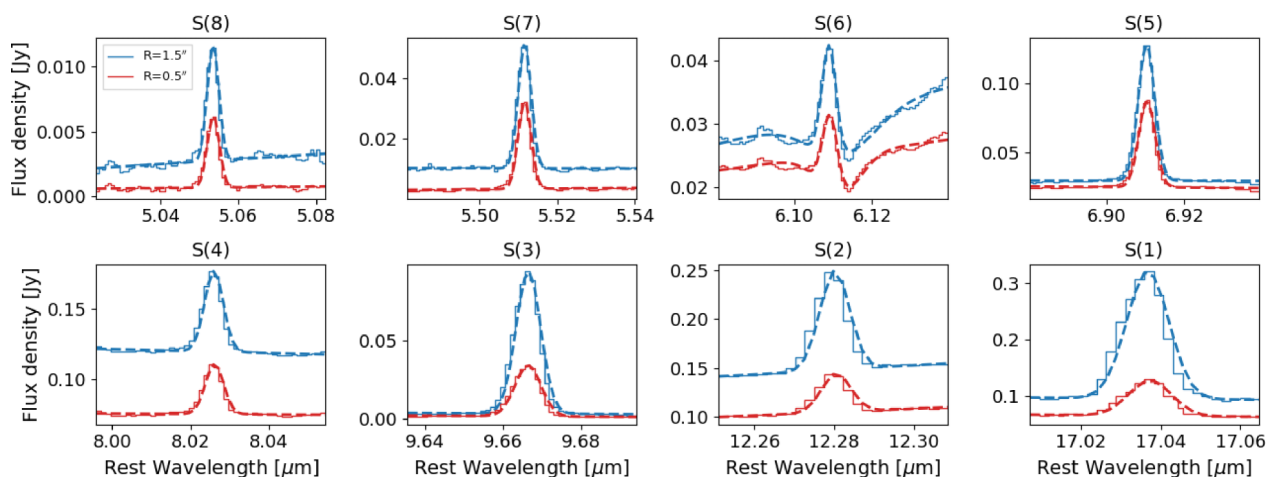 S(8) S(7) S(6) S(5)
Flux density [Jy]
R=1.5″
R=0.5″
0.010
0.005
0.000
5.04 5.06 5.08
0.04
0.02
5.50 5.52 5.54
0.04
0.03
0.02
6.10 6.12
0.10
0.05
6.90 6.92
S(4) S(3) S(2) S(1)
Flux density [Jy]
0.15
0.10
8.00 8.02 8.04
0.05
0.00
9.64 9.66 9.68
0.25
0.20
0.15
0.10
12.26 12.28 12.30
0.3
0.2
0.1
17.02 17.04 17.06
Rest Wavelength [μm] Rest Wavelength [μm] Rest Wavelength [μm] Rest Wavelength [μm]